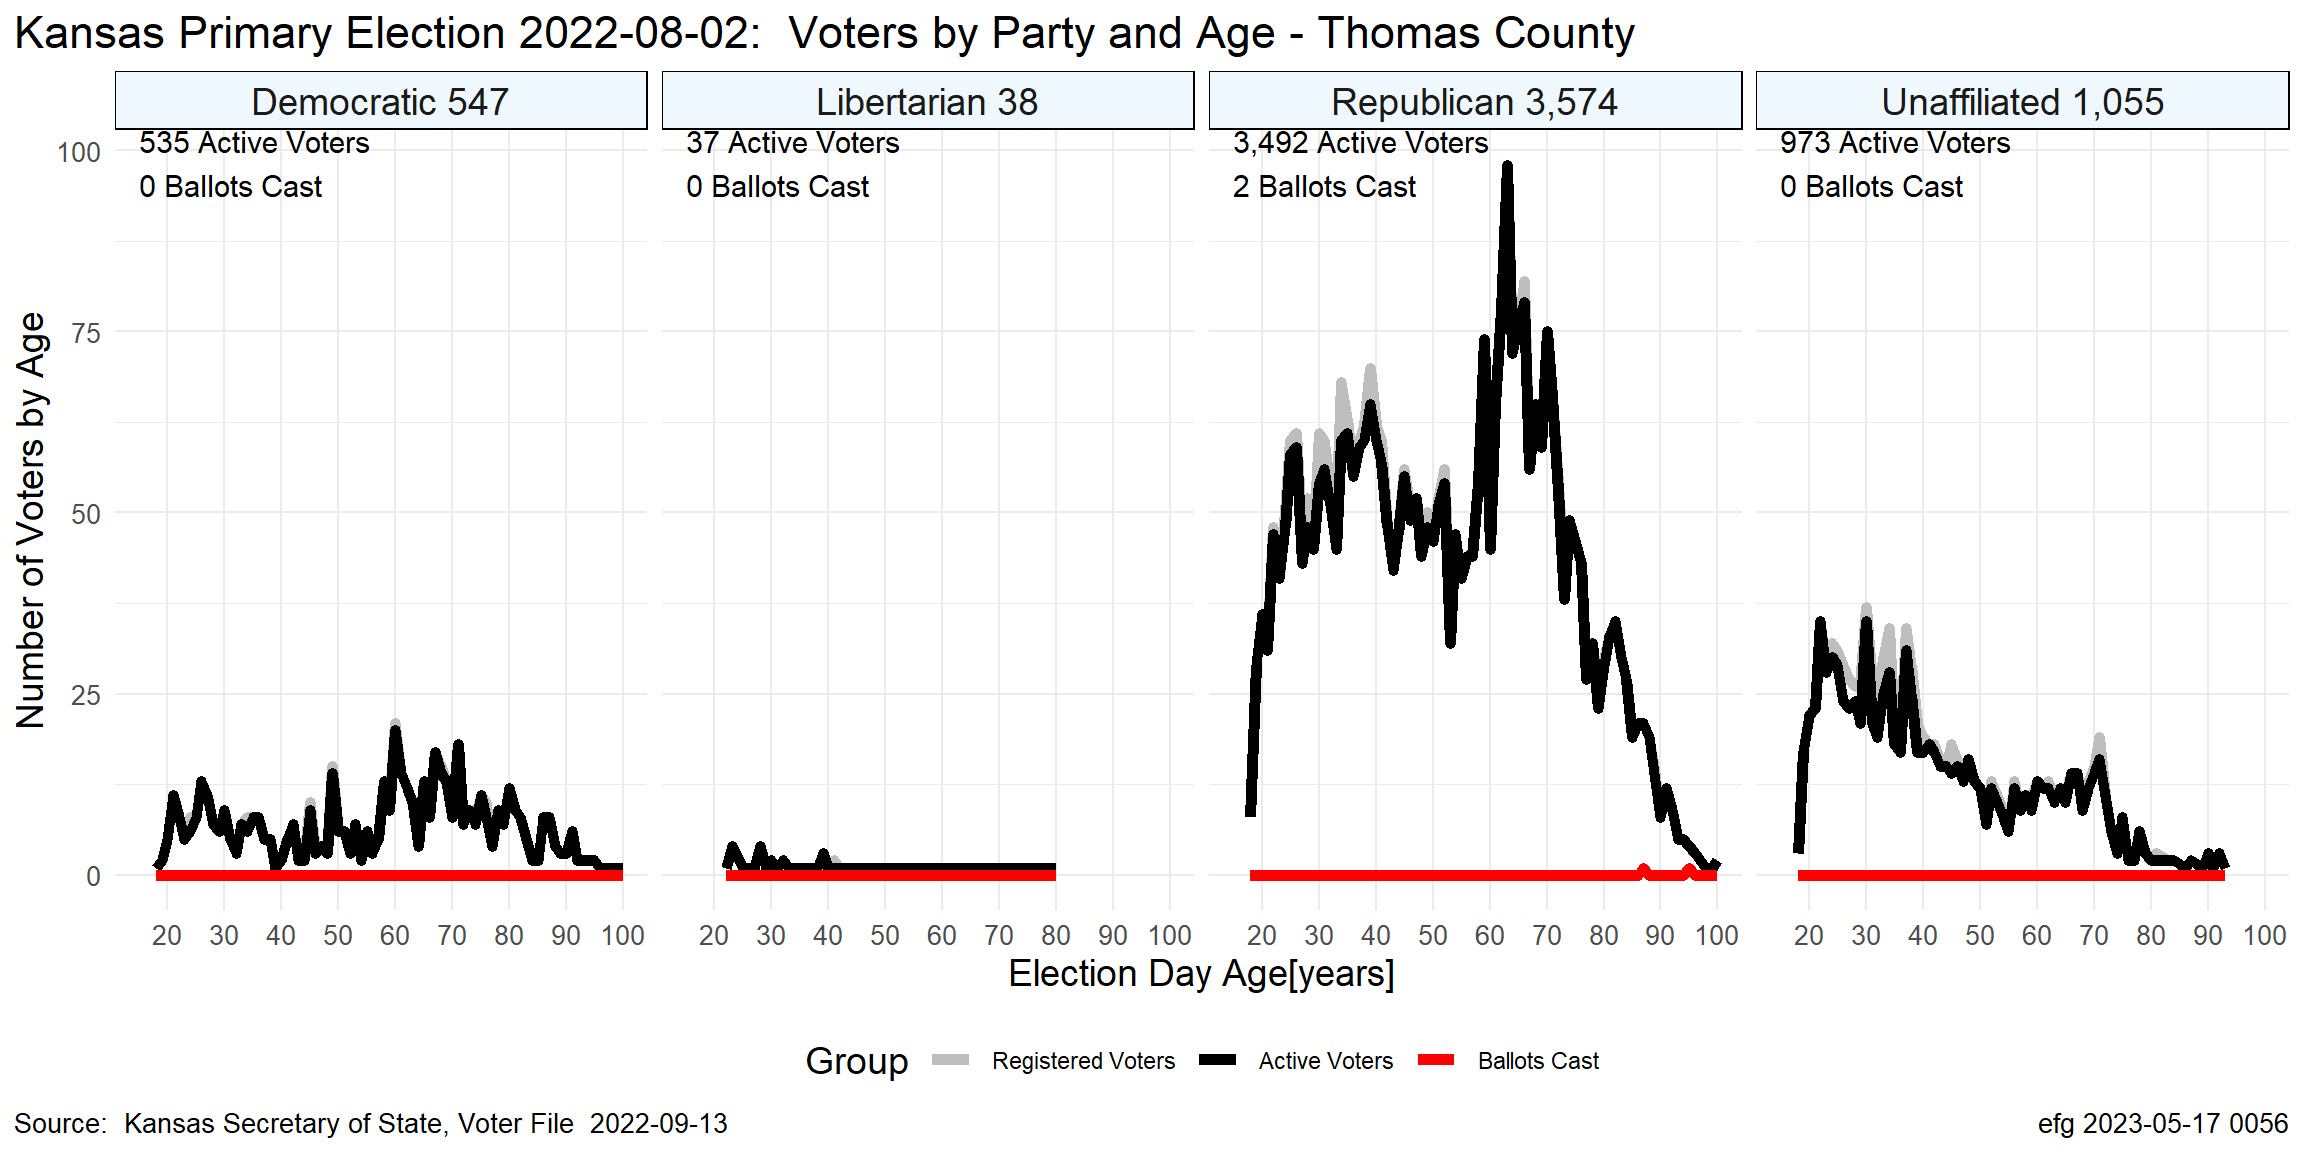 Kansas Primary Election 2022-08-02:  Voters by Party and Age - Thomas County
Democratic 547
Libertarian 38
Republican 3,574
Unaffiliated 1,055
535 Active Voters
0 Ballots Cast
37 Active Voters
0 Ballots Cast
3,492 Active Voters
2 Ballots Cast
973 Active Voters
0 Ballots Cast
Number of Voters by Age
100
75
50
25
0
20 30 40 50 60 70 80 90 100
20 30 40 50 60 70 80 90 100
20 30 40 50 60 70 80 90 100
20 30 40 50 60 70 80 90 100
Election Day Age[years]
Group Registered Voters Active Voters Ballots Cast
Source:  Kansas Secretary of State, Voter File  2022-09-13
efg 2023-05-17 0056